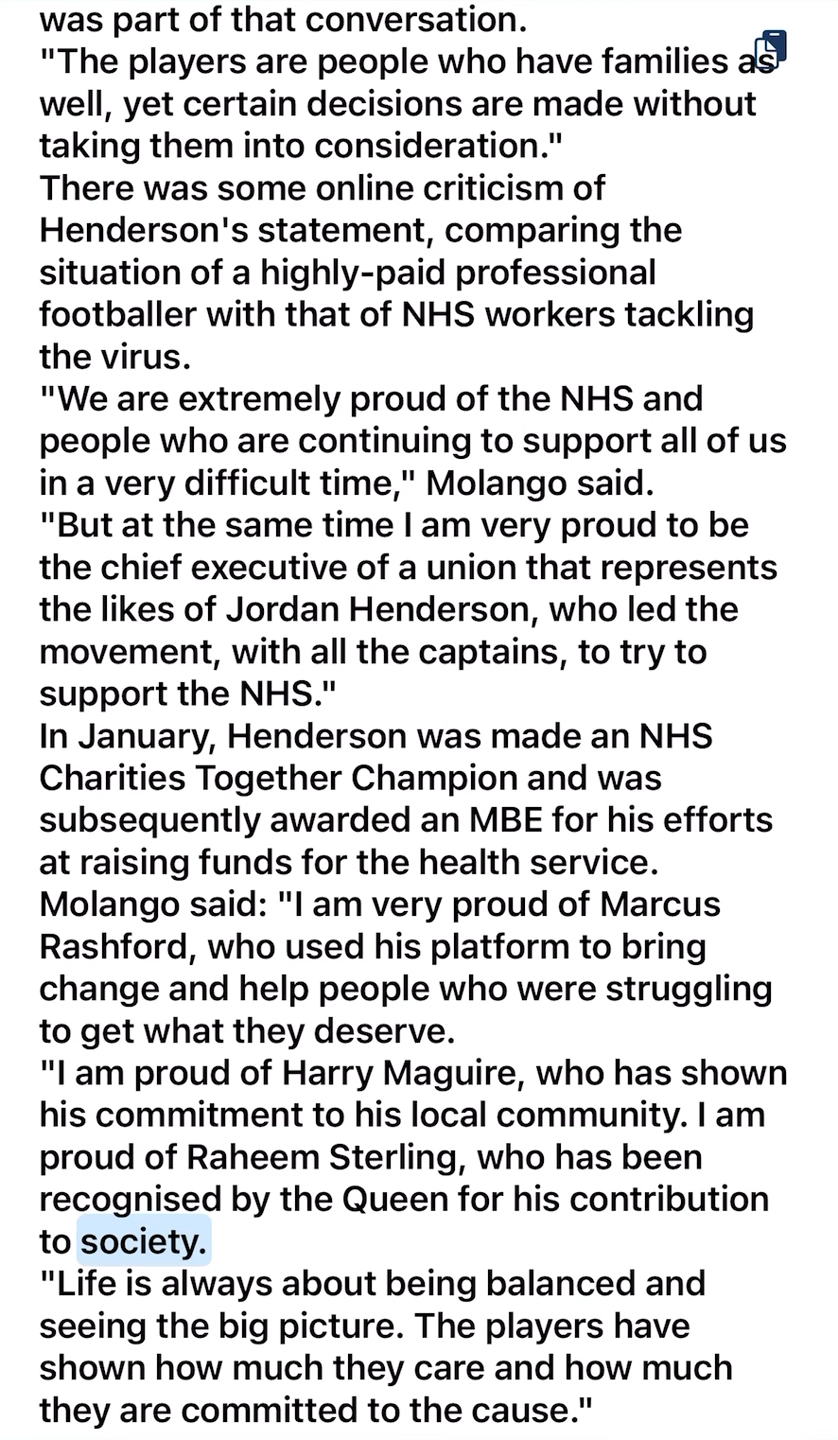 was part of that conversation.
"The players are people who have families as
well, yet certain decisions are made without
taking them into consideration."
There was some online criticism of
Henderson's statement, comparing the
situation of a highly-paid professional
footballer with that of NHS workers tackling
the virus.
"We are extremely proud of the NHS and
people who are continuing to support all of us
in a very difficult time," Molango said.
"But at the same time I am very proud to be
the chief executive of a union that represents
the likes of Jordan Henderson, who led the
movement, with all the captains, to try to
support the NHS."
In January, Henderson was made an NHS
Charities Together Champion and was
subsequently awarded an MBE for his efforts
at raising funds for the health service.
Molango said: "I am very proud of Marcus
Rashford, who used his platform to bring
change and help people who were struggling
to get what they deserve.
"I am proud of Harry Maguire, who has shown
his commitment to his local community. I am
proud of Raheem Sterling, who has been
recognised by the Queen for his contribution
to society.
"Life is always about being balanced and
seeing the big picture. The players have
shown how much they care and how much
they are committed to the cause."